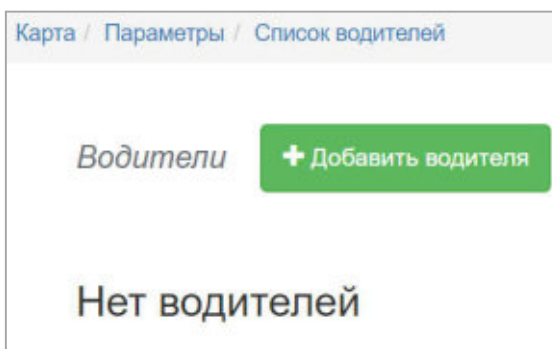 Карта / Параметры / Список водителей
Водители + Добавить водителя
Нет водителей